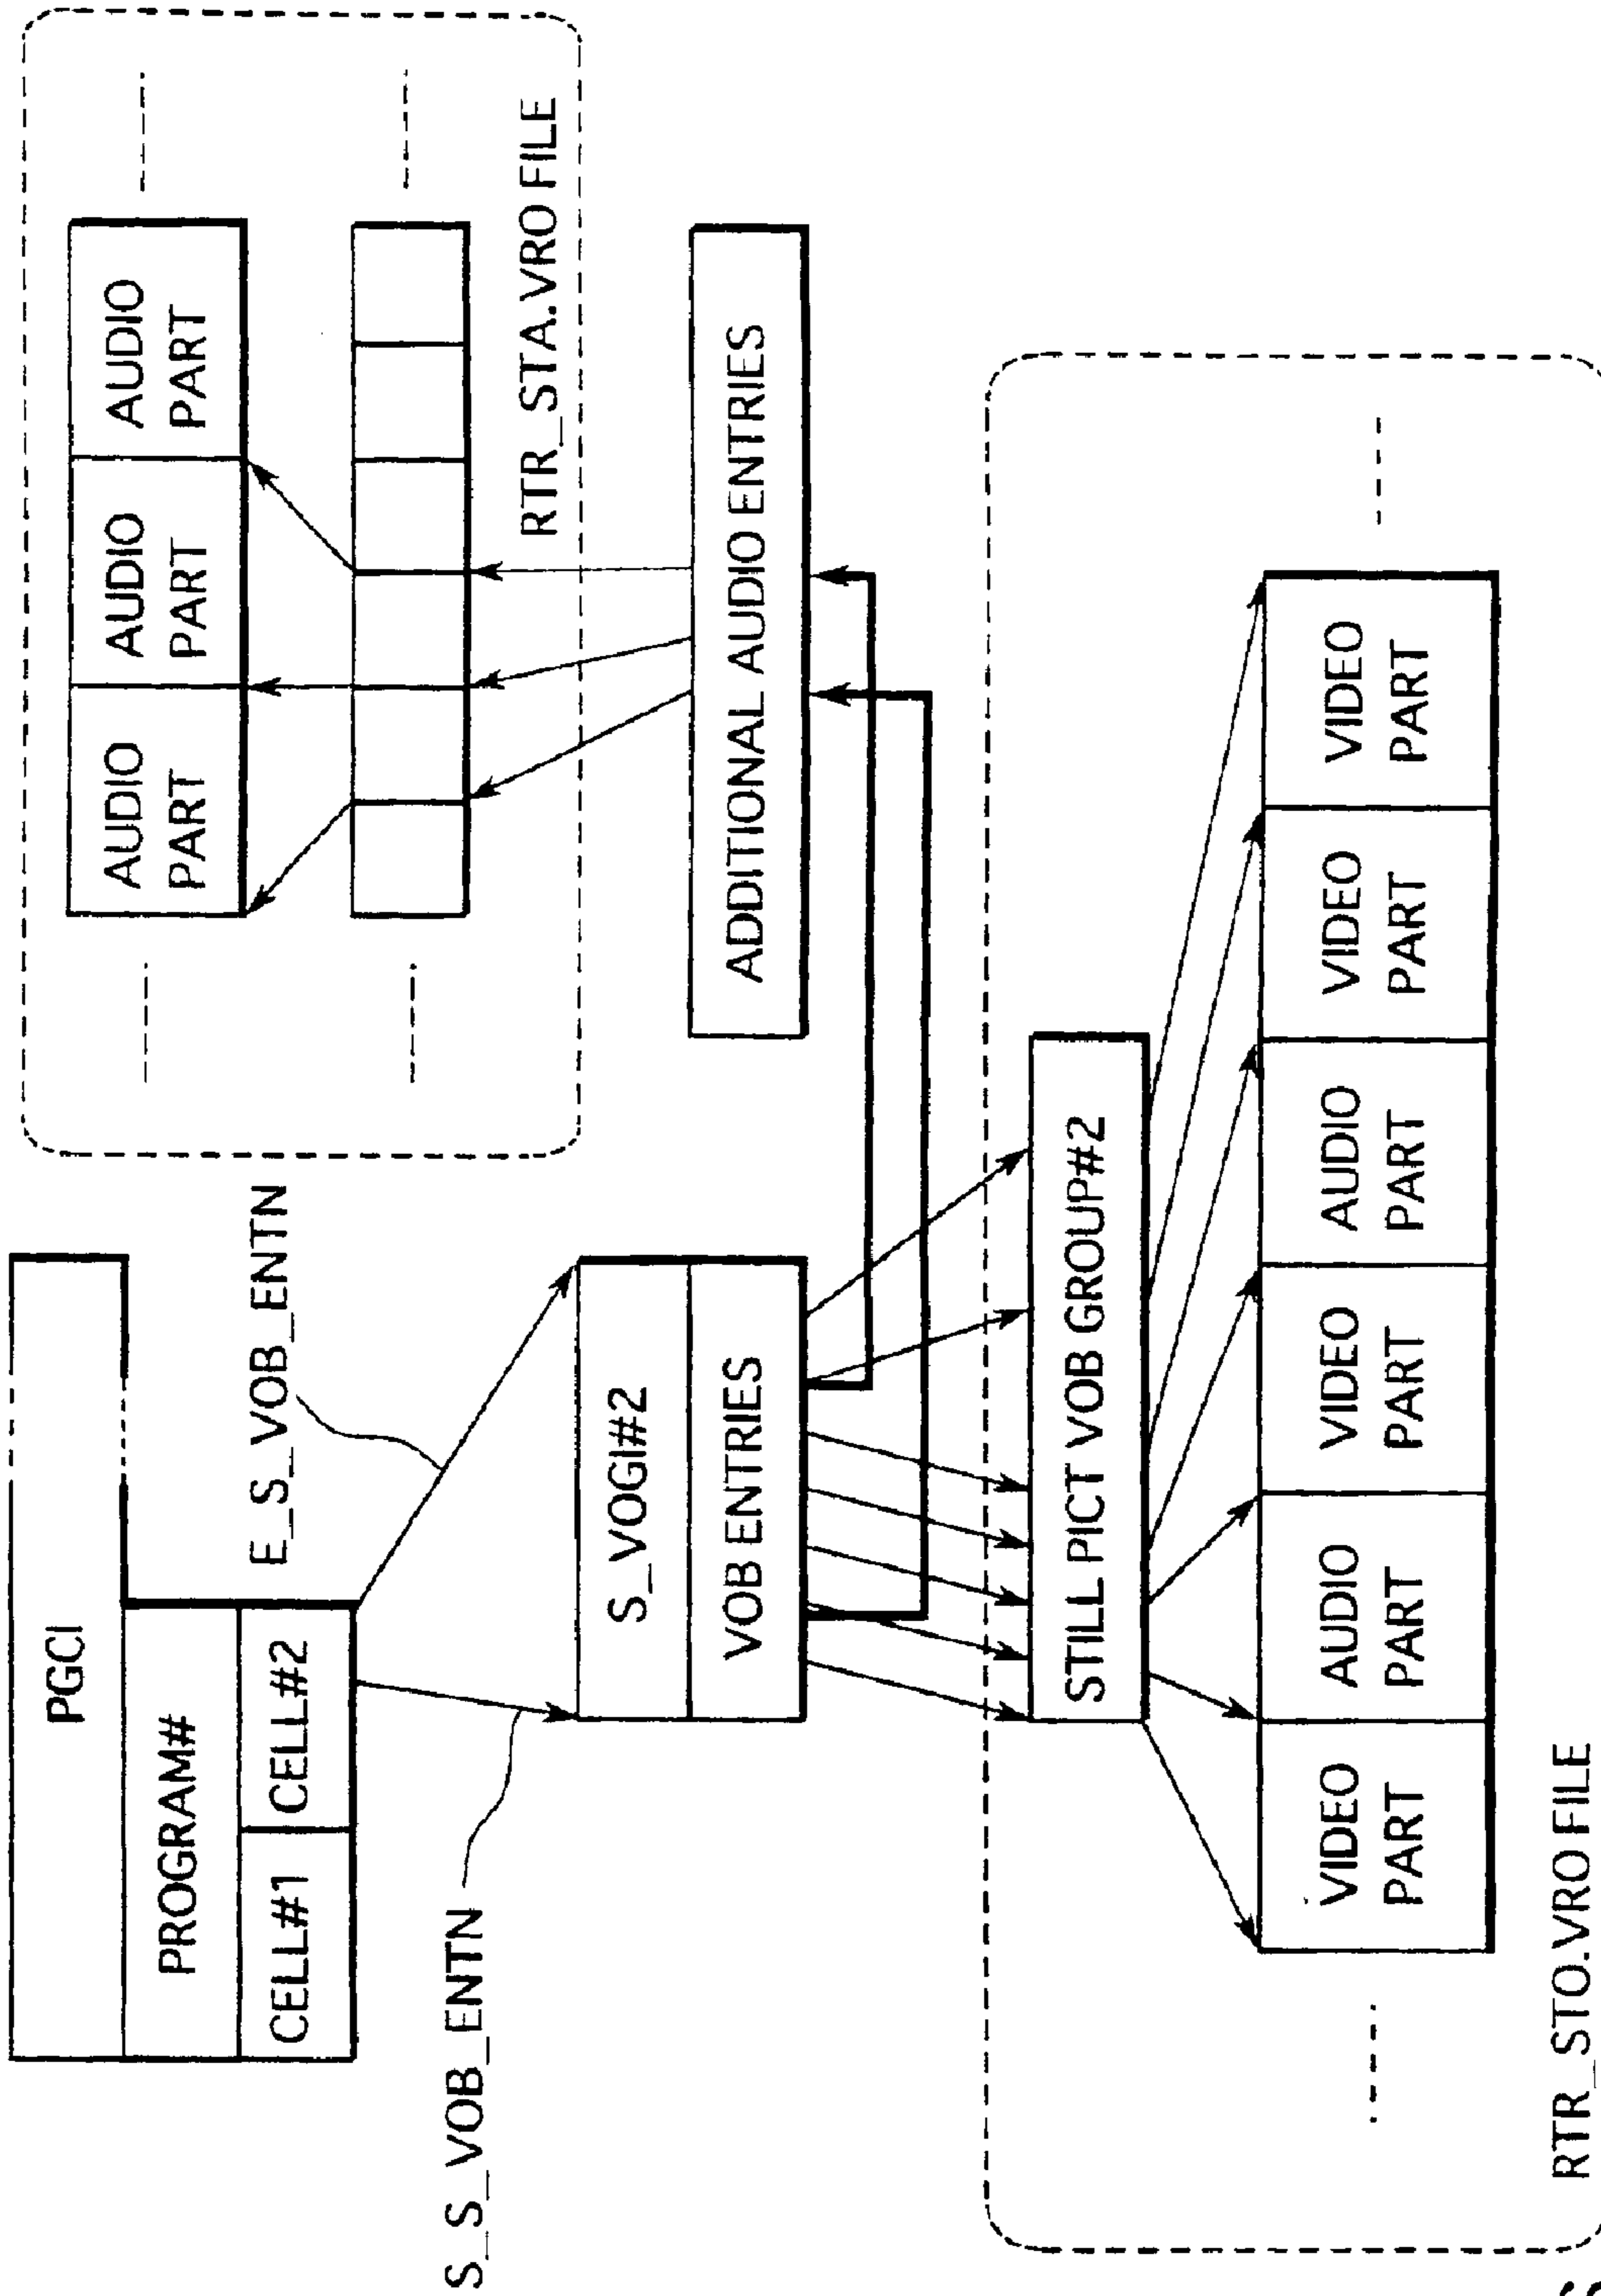 PGCI
PROGRAM#
CELL#1 CELL#2
S_S_VOB_ENTN
E_S_VOB_ENTN
S_VOGI#2
VOB ENTRIES
AUDIO PART
AUDIO PART
AUDIO PART
RTR_STA.VRO FILE
ADDITIONAL AUDIO ENTRIES
STILL PICT VOB GROUP#2
VIDEO PART
AUDIO PART
VIDEO PART
AUDIO PART
VIDEO PART
VIDEO PART
RTR_STO.VRO FILE